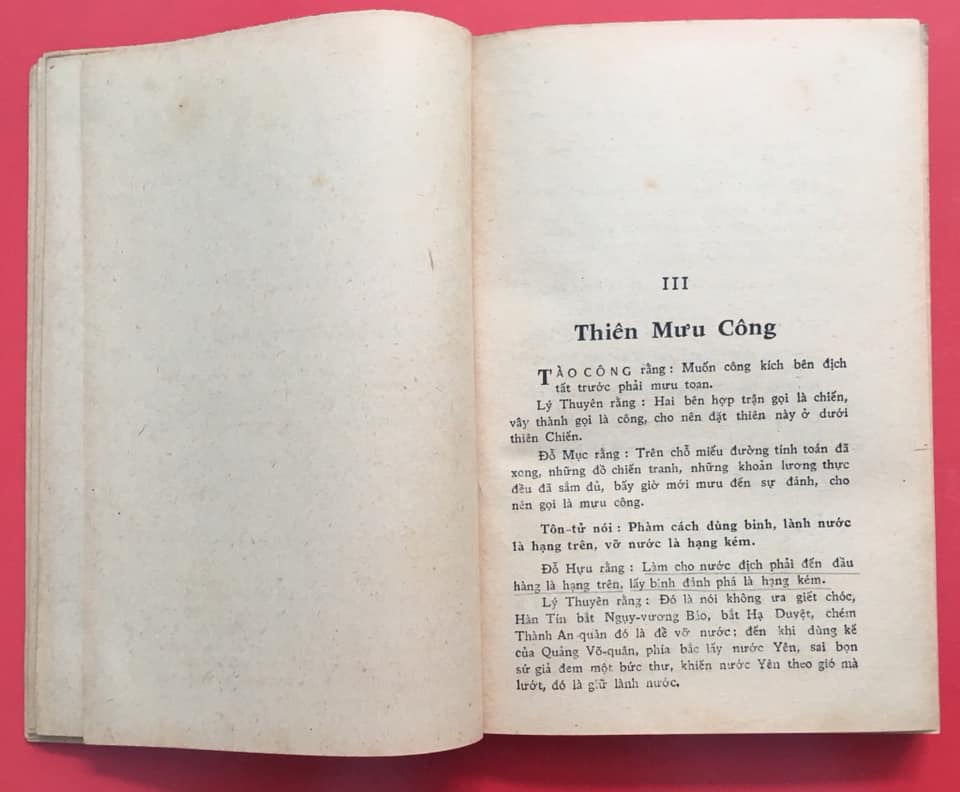 III
Thiên Mưu Công
TÀO CÔNG rằng : Muốn công kích bên địch
tất trước phải mưu toan.
Lý Thuyên rằng : Hai bên hợp trận gọi là chiến,
vây thành gọi là công, cho nên đặt thiên này ở dưới
thiên Chiến.
Đỗ Mục rằng : Trên chỗ miếu đường tính toán đã
xong, những đồ chiến tranh, những khoản lương thực
đều đã sắm đủ, bấy giờ mới mưu đến sự đánh, cho
nên gọi là mưu công.
Tôn-tử nói : Phàm cách dùng binh, lành nước
là hạng trên, vỡ nước là hạng kém.
Đỗ Hựu rằng : Làm cho nước địch phải đến đầu
hàng là hạng trên, lấy binh đánh phá là hạng kém.
Lý Thuyên rằng : Đó là nói không ưa giết chóc,
Hàn Tín bắt Ngụy-vương Báo, bắt Hạ Duyệt, chém
Thành An-quân đó là đề vỡ nước ; đến khi dùng kế
của Quảng Võ-quân, phía bắc lấy nước Yên, sai bọn
sứ giả đem một bức thư, khiến nước Yên theo gió mà
lướt, đó là giữ lành nước.